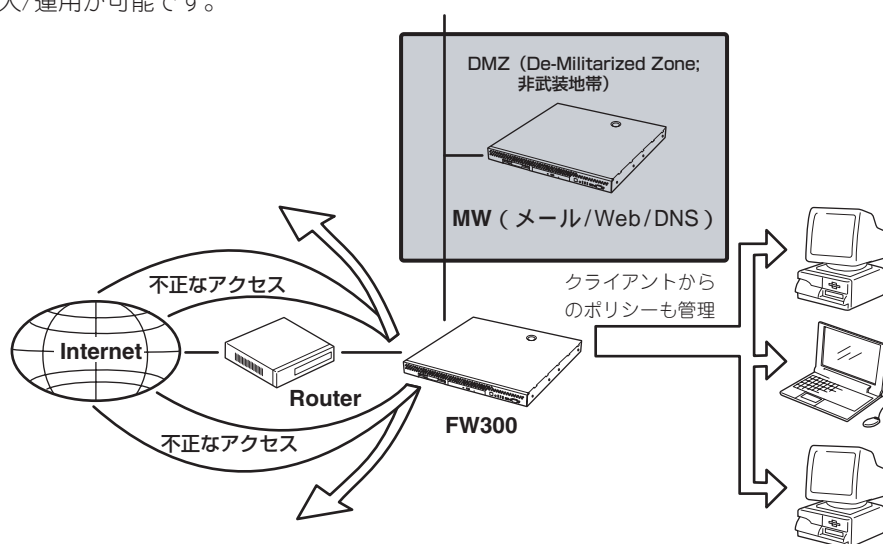 入/運用が可能です。
DMZ（De-Militarized Zone;
非武装地帯）
MW（メール/Web/DNS）
不正なアクセス
クライアントから
のポリシーも管理
Internet
Router
FW300
不正なアクセス